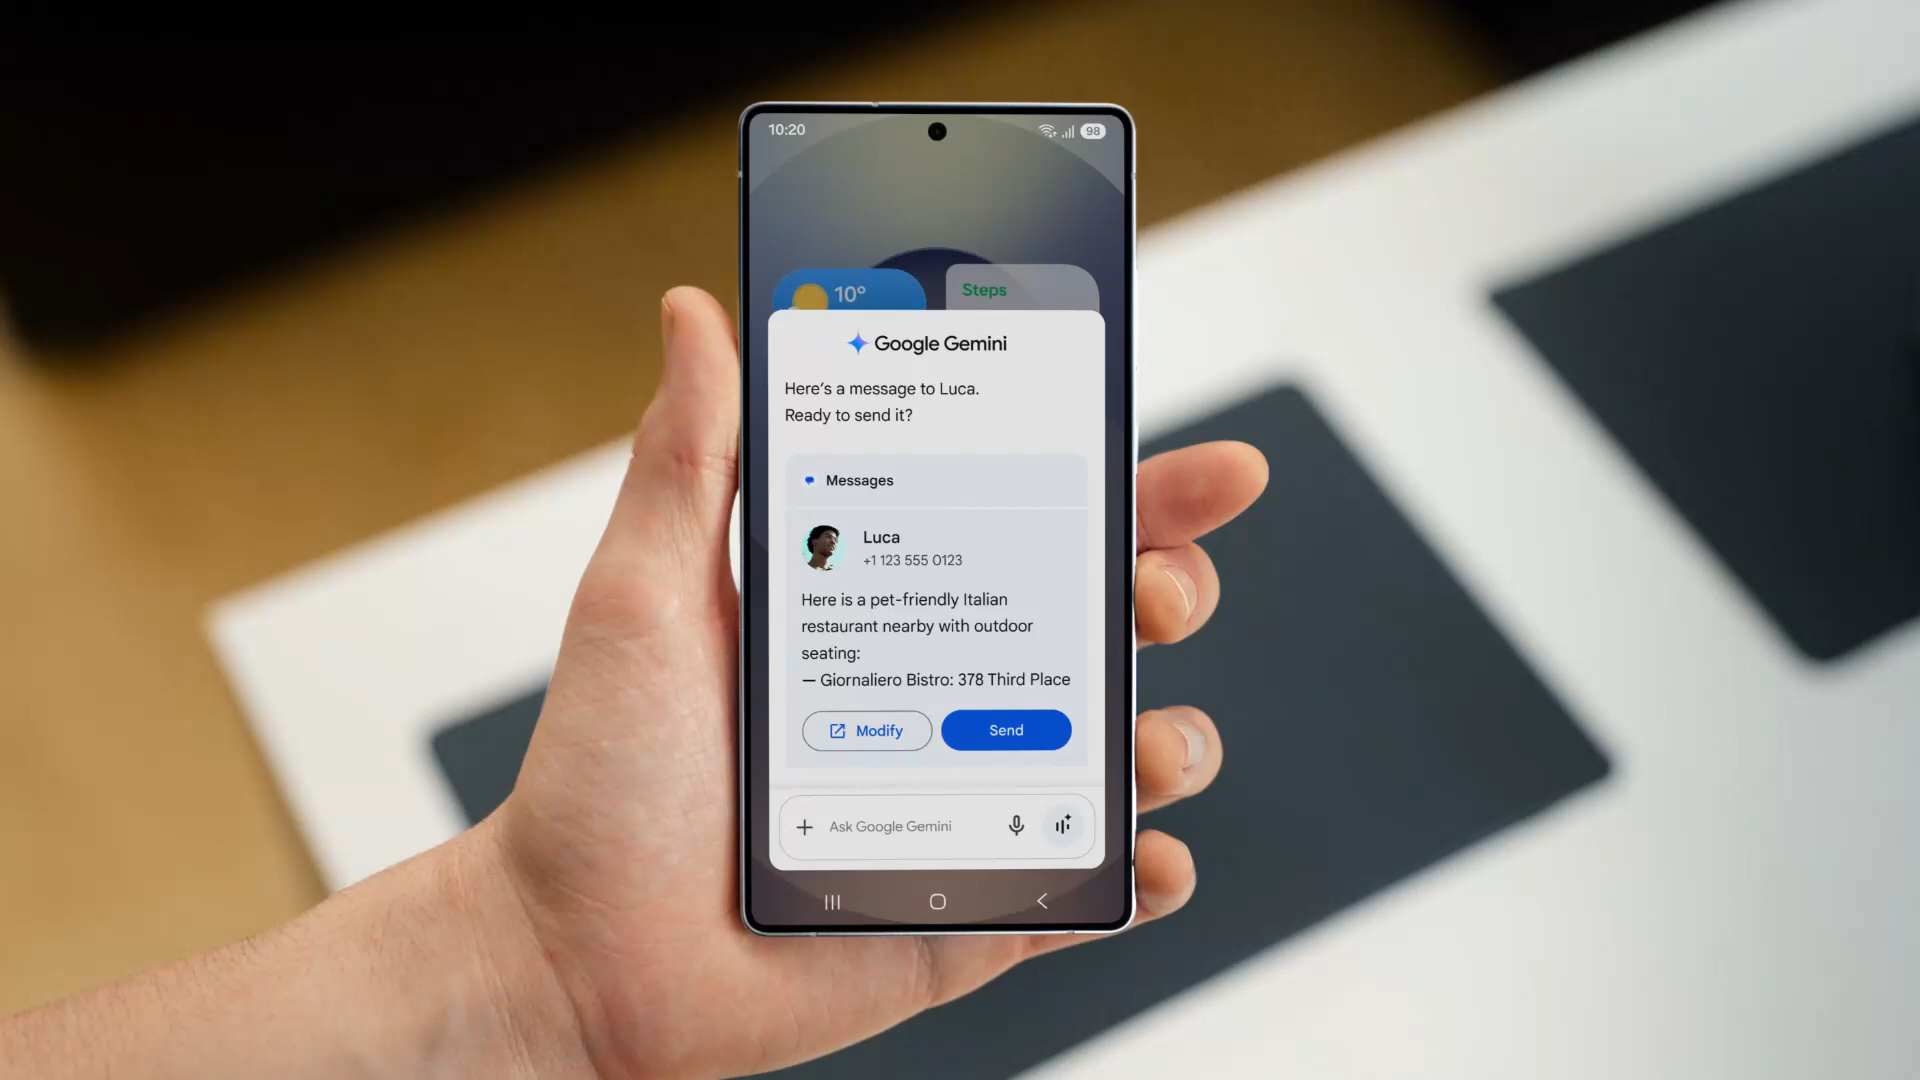 10:20
98
10°
Steps
Google Gemini
Here's a message to Luca.
Ready to send it?
Messages
Luca
+1 123 555 0123
Here is a pet-friendly Italian
restaurant nearby with outdoor
seating:
— Giornaliero Bistro: 378 Third Place
Modify
Send
Ask Google Gemini